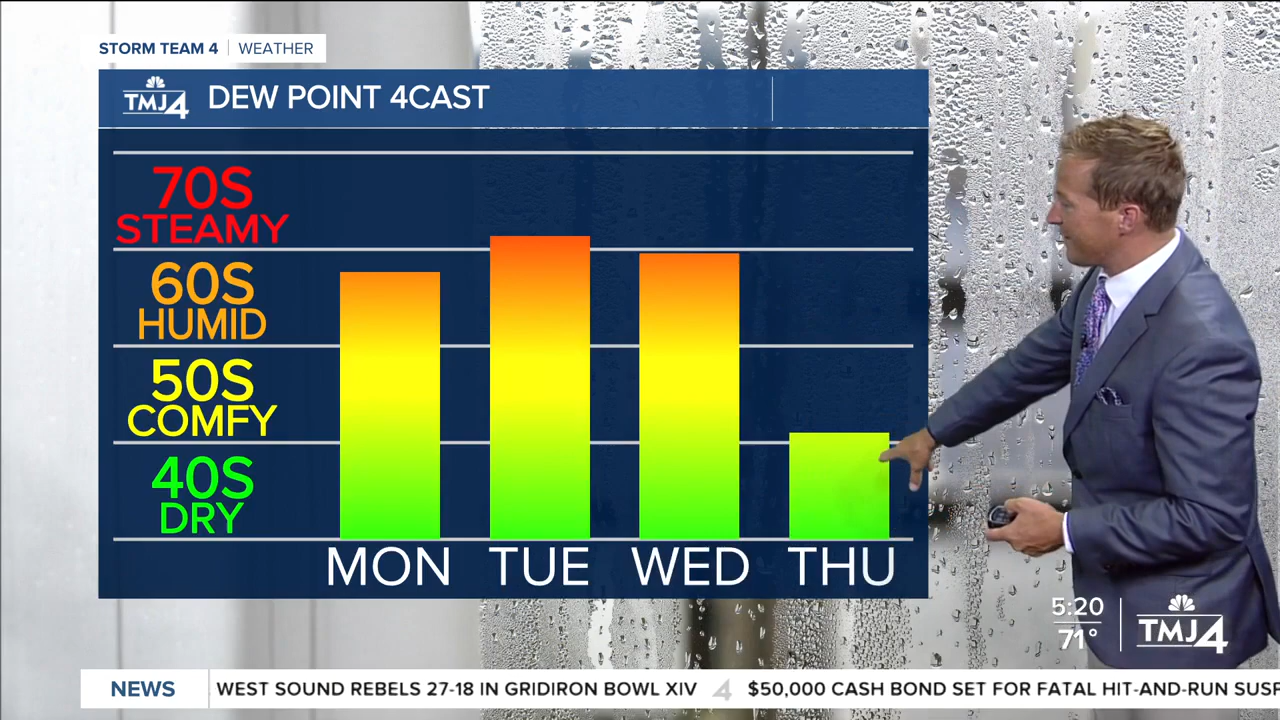 STORM TEAM 4 | WEATHER
TMJ4 DEW POINT 4CAST
70S
STEAMY
60S
HUMID
50S
COMFY
40S
DRY
MON TUE WED THU
5:20
71°
TMJ4
NEWS WEST SOUND REBELS 27-18 IN GRIDIRON BOWL XIV 4 $50,000 CASH BOND SET FOR FATAL HIT-AND-RUN SUSP